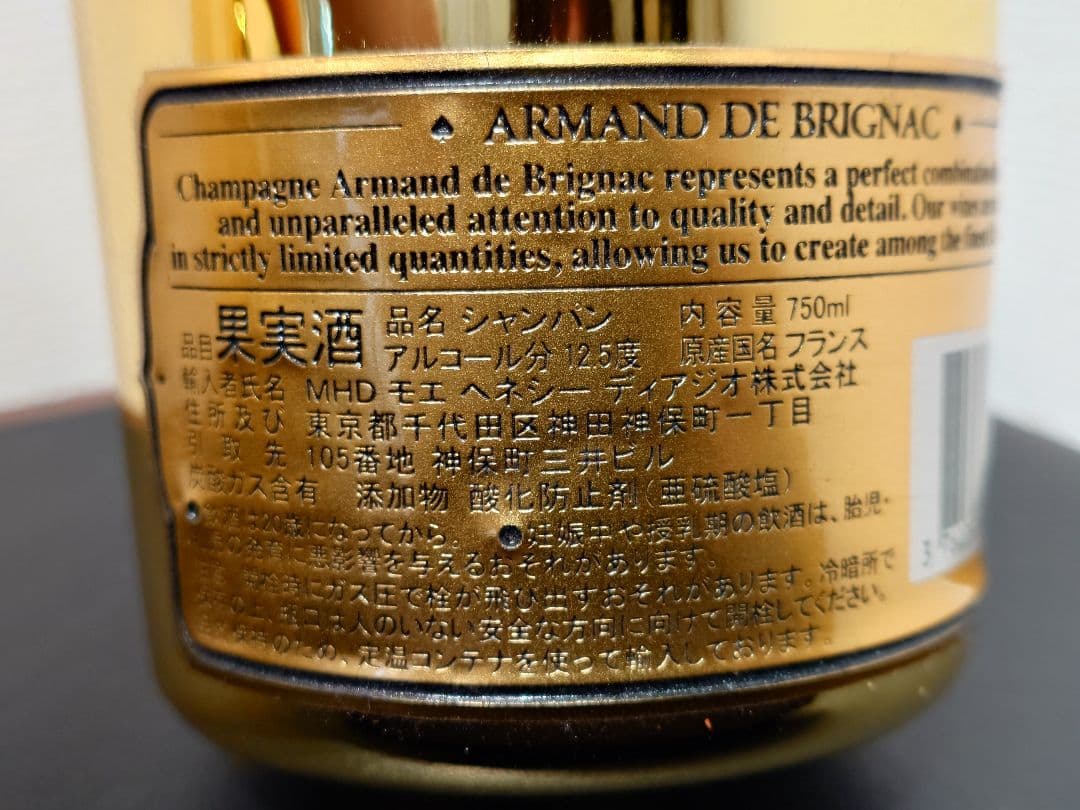 ♠ ARMAND DE BRIGNAC ♠
Champagne Armand de Brignac represents a perfect
and unparalleled attention to quality and detail. Our wines
in strictly limited quantities, allowing us to create among the finest
品目 果実酒 品名 シャンパン 内容量 750ml
アルコール分 12.5度 原産国名 フランス
輸入者氏名 MHD モエ ヘネシー ディアジオ株式会社
住所及び 東京都千代田区神田神保町一丁目
引取先 105番地 神保町三井ビル
炭酸ガス含有 添加物 酸化防止剤(亜硫酸塩)
飲酒は20歳になってから。 ●妊娠中や授乳期の飲酒は、胎児・
の発育に悪影響を与えるおそれがあります。
開栓時にガス圧で栓が飛び出すおそれがあります。冷暗所で
の上、瓶口は人のいない安全な方向に向けて開栓してください。
のため、定温コンテナを使って輸入しております。